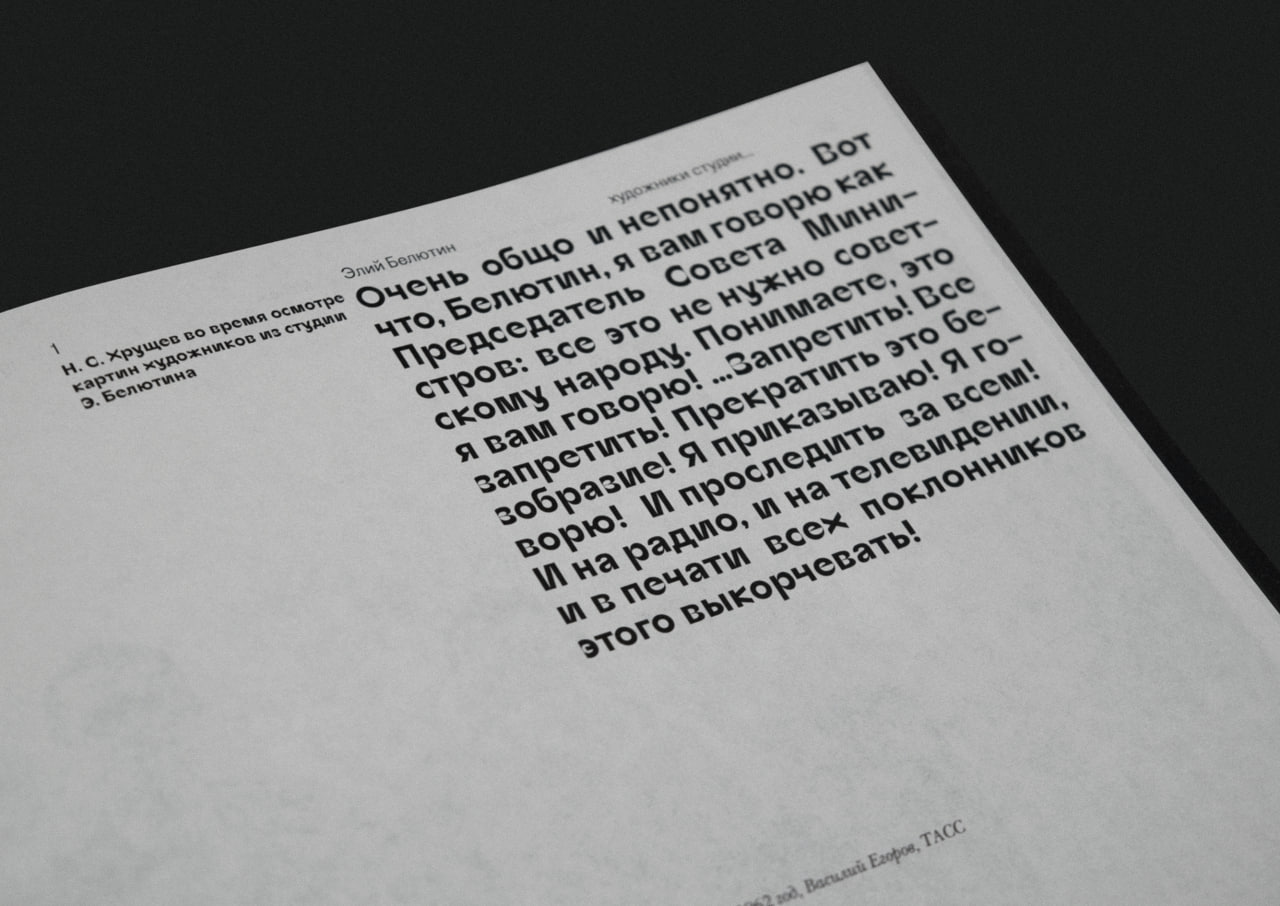 Элий Белютин
художники студии...
1
Н. С. Хрущев во время осмотре
картин художников из студии
Э. Белютина
Очень общо и непонятно. Вот
что, Белютин, я вам говорю как
Председатель Совета Мини-
стров: все это не нужно совет-
скому народу. Понимаете, это
я вам говорю! ...Запретить! Все
запретить! Прекратить это бе-
зобразие! Я приказываю! Я го-
ворю! И проследить за всем!
И на радио, и на телевидении,
и в печати всех поклонников
этого выкорчевать!
год, Василий Егоров, ТАСС